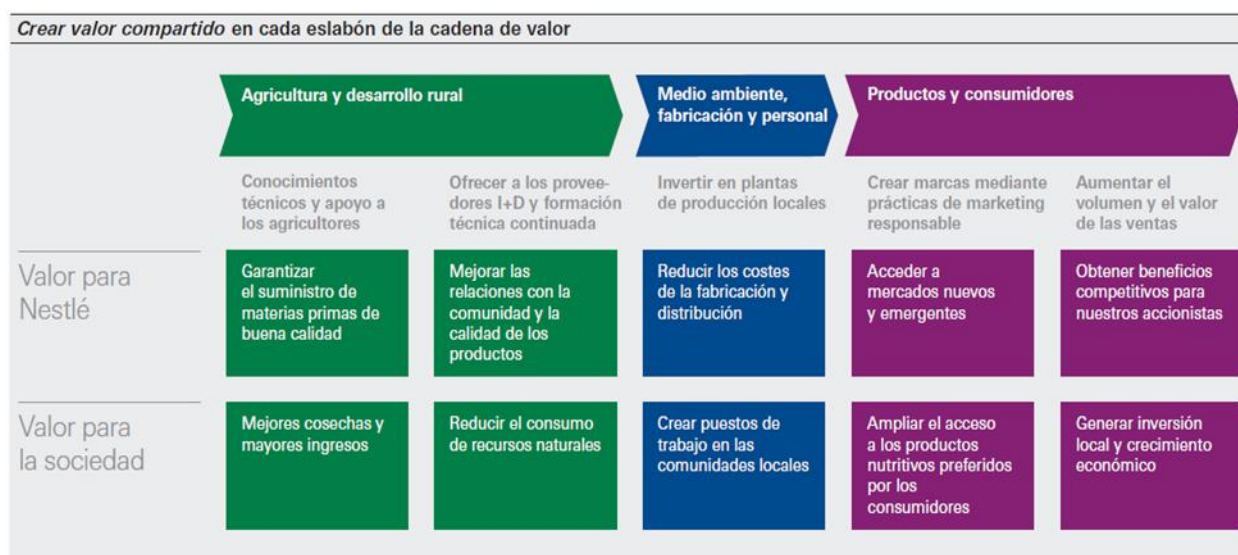 Crear valor compartido en cada eslabón de la cadena de valor
Agricultura y desarrollo rural
Medio ambiente,
fabricación y personal
Productos y consumidores
Conocimientos
técnicos y apoyo a
los agricultores
Ofrecer a los provee-
dores I+D y formación
técnica continuada
Invertir en plantas
de producción locales
Crear marcas mediante
prácticas de marketing
responsable
Aumentar el
volumen y el valor
de las ventas
Valor para
Nestlé
Garantizar
el suministro de
materias primas de
buena calidad
Mejorar las
relaciones con la
comunidad y la
calidad de los
productos
Reducir los costes
de la fabricación y
distribución
Acceder a
mercados nuevos
y emergentes
Obtener beneficios
competitivos para
nuestros accionistas
Valor para
la sociedad
Mejores cosechas y
mayores ingresos
Reducir el consumo
de recursos naturales
Crear puestos de
trabajo en las
comunidades locales
Ampliar el acceso
a los productos
nutritivos preferidos
por los
consumidores
Generar inversión
local y crecimiento
económico